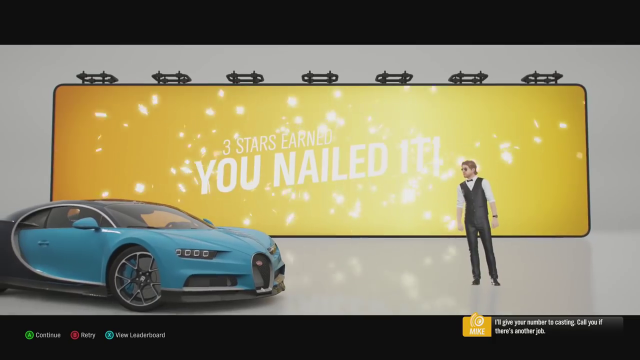 3 STARS EARNED
YOU NAILED IT!
MIKE
I'll give your number to casting. Call you if
there's another job.
A Continue
B Retry
X View Leaderboard